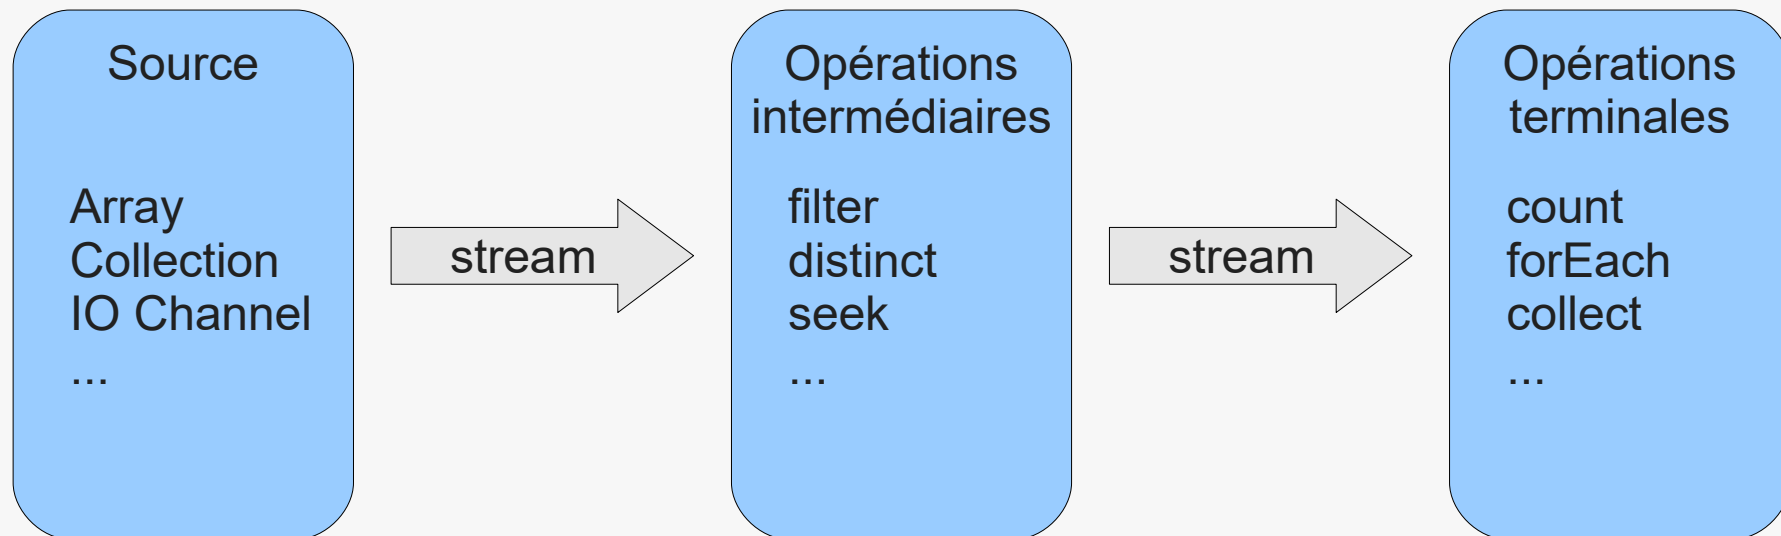 Source
Array
Collection
IO Channel
...
stream
Opérations
intermédiaires
filter
distinct
seek
...
stream
Opérations
terminales
count
forEach
collect
...